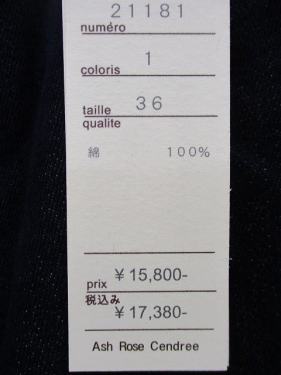 21181
numéro
1
coloris
36
taille
qualite
綿 100%
¥15,800-
prix
税込み
¥17,380-
Ash Rose Cendree